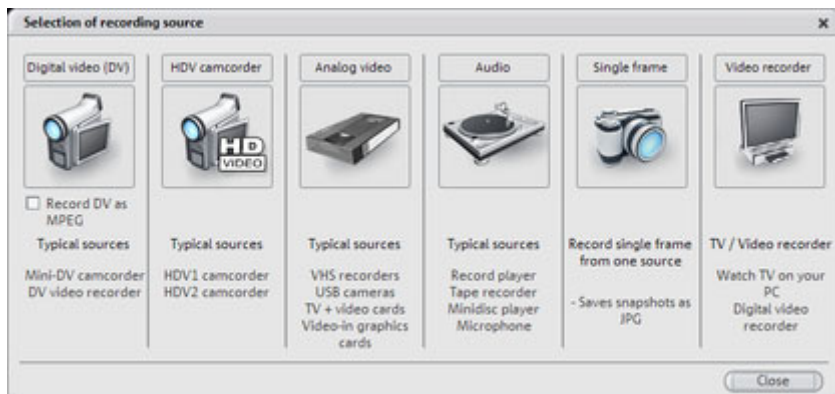 Selection of recording source
Digital video (DV)
HDV camcorder
Analog video
Audio
Single frame
Video recorder
HD
VIDEO
Record DV as
MPEG
Typical sources
Mini-DV camcorder
DV video recorder
Typical sources
HDV1 camcorder
HDV2 camcorder
Typical sources
VHS recorders
USB cameras
TV + video cards
Video-in graphics
cards
Typical sources
Record player
Tape recorder
Minidisc player
Microphone
Record single frame
from one source
- Saves snapshots as
JPG
TV / Video recorder
Watch TV on your
PC
Digital video
recorder
Close